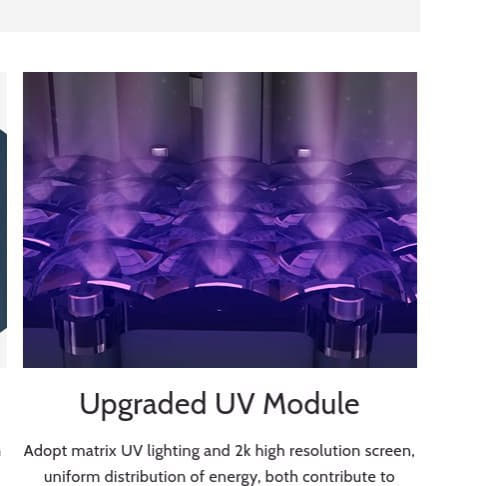 Upgraded UV Module
Adopt matrix UV lighting and 2k high resolution screen,
uniform distribution of energy, both contribute to